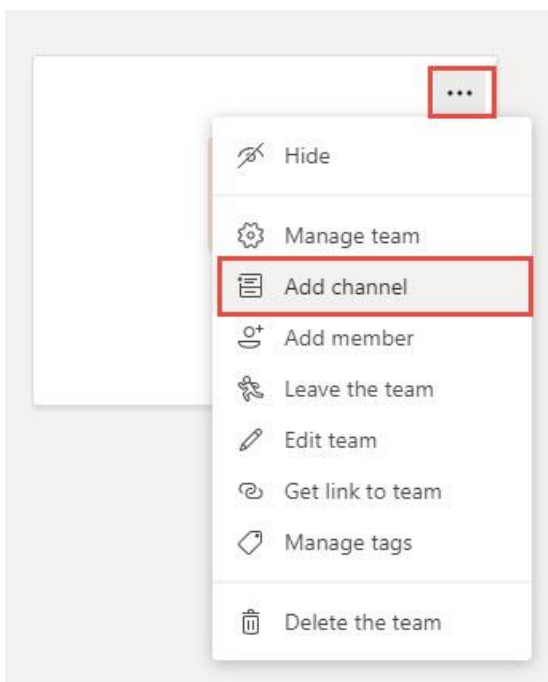 Hide
Manage team
Add channel
Add member
Leave the team
Edit team
Get link to team
Manage tags
Delete the team